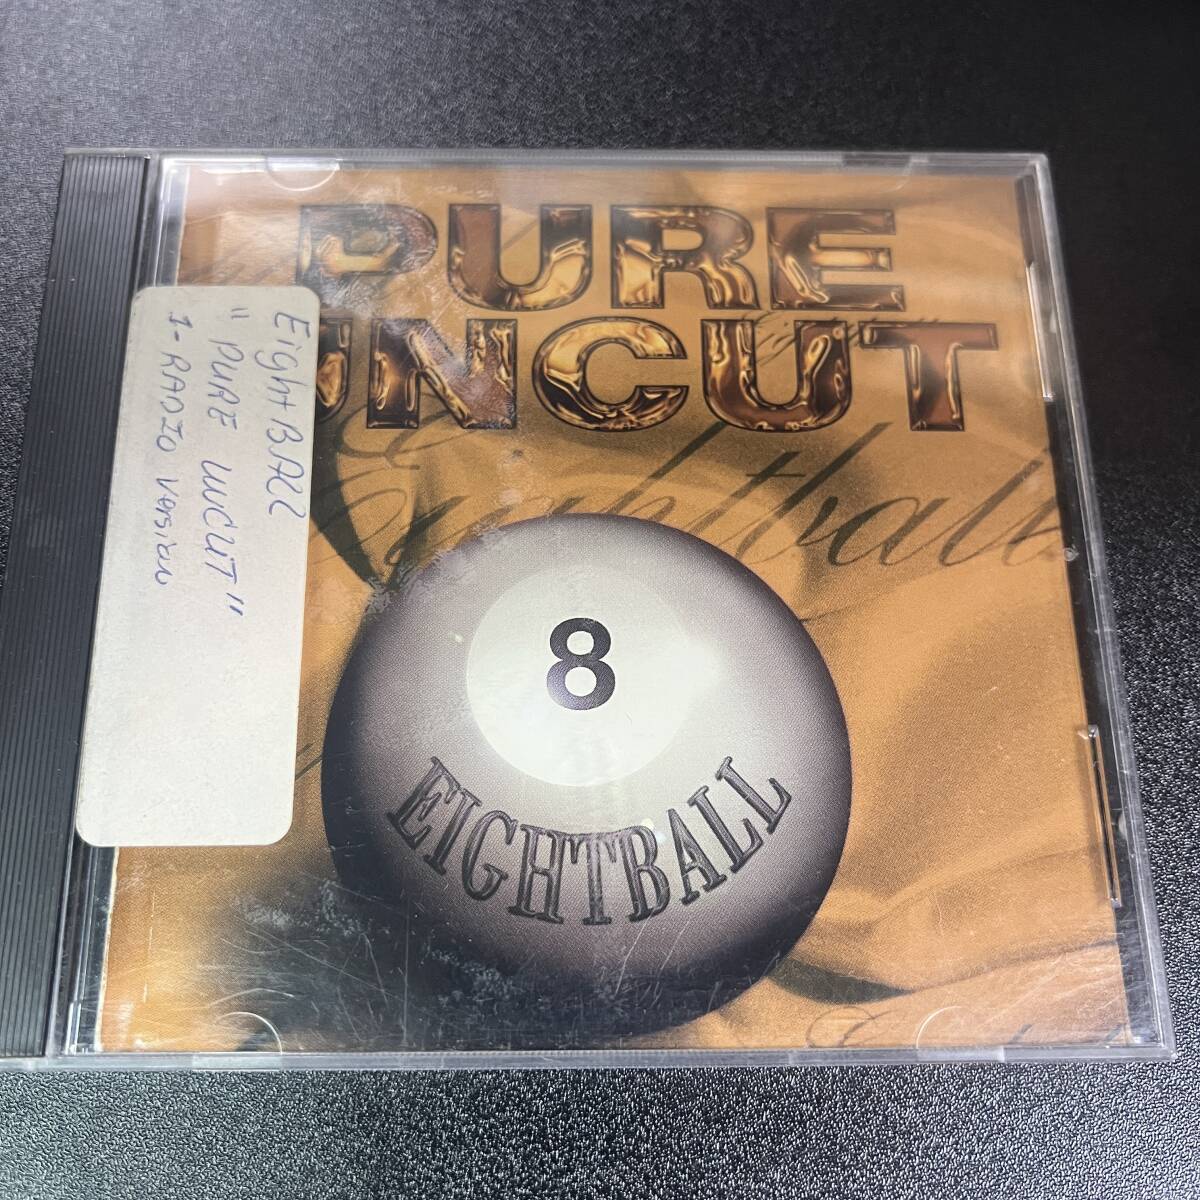 PURE
UNCUT
Eightball
8
EIGHTBALL
EightBALL
"PURE UNCUT"
1-RADIO Version